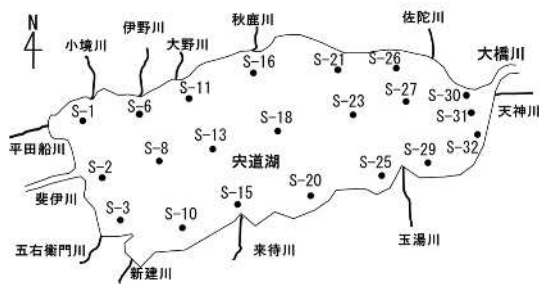 N
秋鹿川
佐陀川
伊野川
大野川
小境川
大橋川
S-16
S-21
S-26
S-11
S-30
S-1
S-6
S-27
天神川
S-31
S-23
S-18
平田船川
S-13
S-32
S-8
宍道湖
S-29
S-2
S-25
斐伊川
S-15
S-20
S-3
S-10
玉湯川
五右衛門川
来待川
新建川